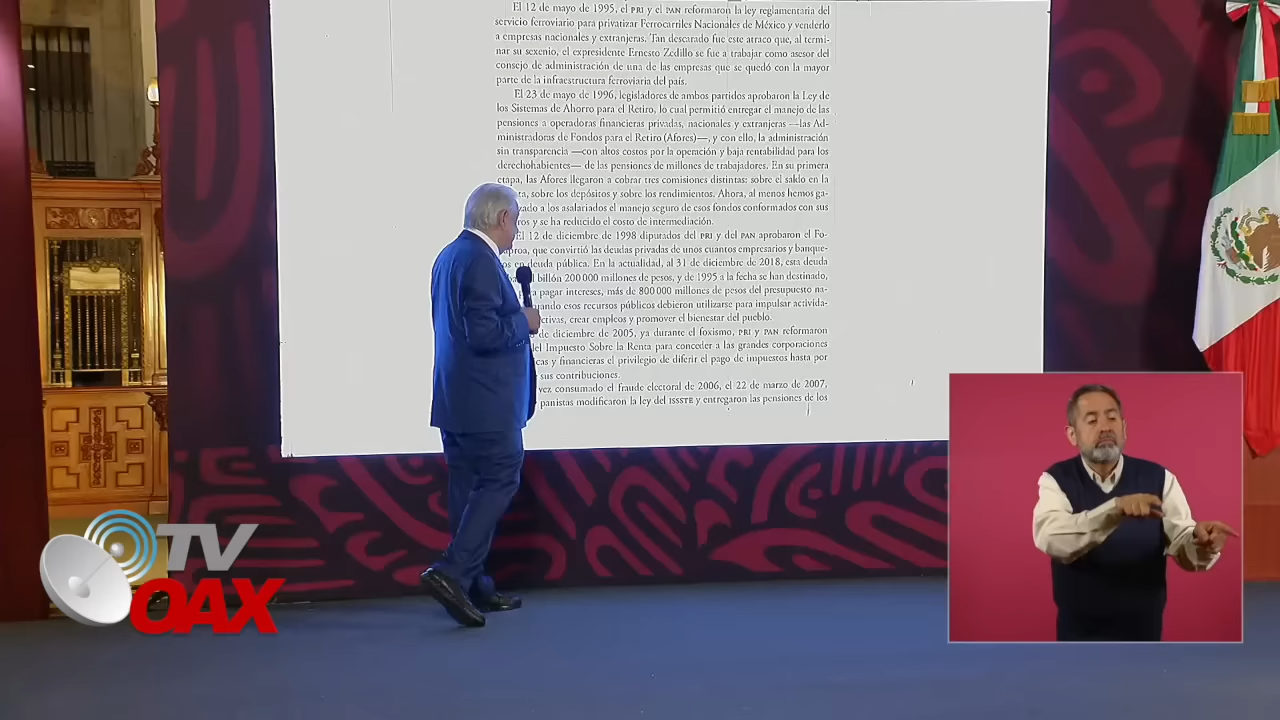 El 12 de mayo de 1995, el PRI y el PAN reformaron la ley reglamentaria del
servicio ferroviario para privatizar Ferrocarriles Nacionales de México y venderlo
a empresas nacionales y extranjeras. Tan descarado fue este atraco que, al termi-
nar su sexenio, el expresidente Ernesto Zedillo se fue a trabajar como asesor del
consejo de administración de una de las empresas que se quedó con la mayor
parte de la infraestructura ferroviaria del país.
El 23 de mayo de 1996, legisladores de ambos partidos aprobaron la Ley de
los Sistemas de Ahorro para el Retiro, lo cual permitió entregar el manejo de las
pensiones a operadoras financieras privadas, nacionales y extranjeras —las Ad-
ministradoras de Fondos para el Retiro (Afores)—, y con ello, la administración
sin transparencia —con altos costos por la operación y baja rentabilidad para los
derechohabientes— de las pensiones de millones de trabajadores. En su primera
etapa, las Afores llegaron a cobrar tres comisiones distintas: sobre el saldo en la
ta, sobre los depósitos y sobre los rendimientos. Ahora, al menos hemos ga-
zado a los asalariados el manejo seguro de esos fondos conformados con sus
ros y se ha reducido el costo de intermediación.
El 12 de diciembre de 1998 diputados del PRI y del PAN aprobaron el Fo-
aproa, que convirtió las deudas privadas de unos cuantos empresarios y banque-
ros en deuda pública. En la actualidad, al 31 de diciembre de 2018, esta deuda
billón 200 000 millones de pesos, y de 1995 a la fecha se han destinado,
a pagar intereses, más de 800 000 millones de pesos del presupuesto na-
uando esos recursos públicos debieron utilizarse para impulsar activida-
ctivas, crear empleos y promover el bienestar del pueblo.
de diciembre de 2005, ya durante el foxismo, PRI y PAN reformaron
el Impuesto Sobre la Renta para conceder a las grandes corporaciones
cas y financieras el privilegio de diferir el pago de impuestos hasta por
sus contribuciones.
vez consumado el fraude electoral de 2006, el 22 de marzo de 2007,
panistas modificaron la ley del ISSSTE y entregaron las pensiones de los
TV
OAX